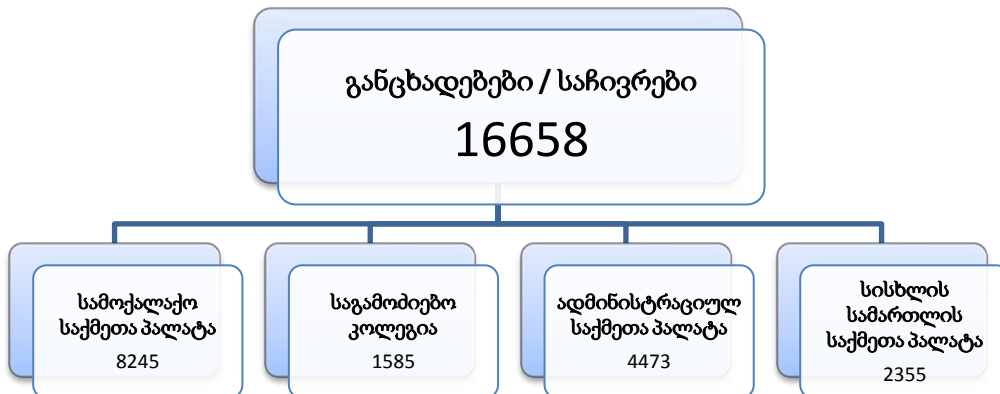 განცხადებები / საჩივრები
16658
სამოქალაქო
საქმეთა პალატა
8245
საგამოძიებო
კოლეგია
1585
ადმინისტრაციულ
საქმეთა პალატა
4473
სისხლის
სამართლის
საქმეთა პალატა
2355